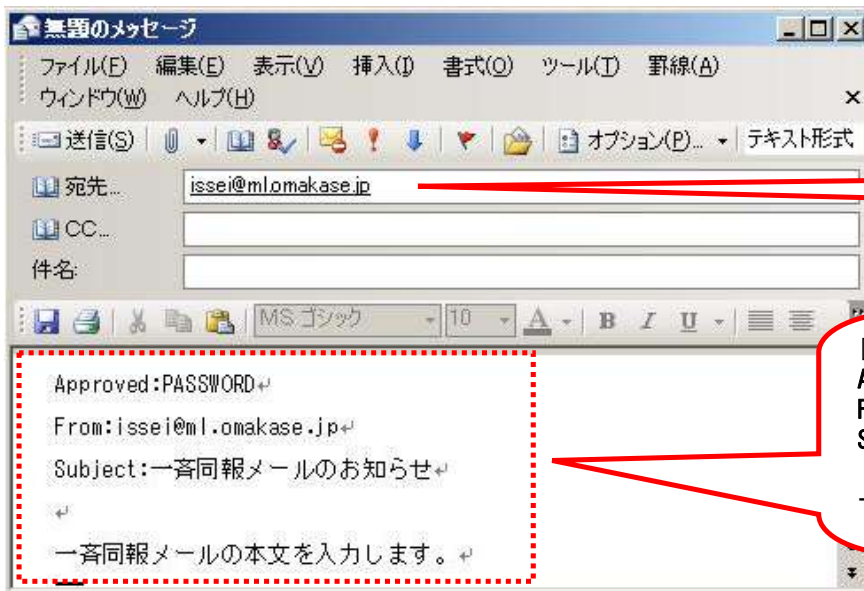 無題のメッセージ
ファイル(F) 編集(E) 表示(V) 挿入(I) 書式(O) ツール(T) 罫線(A)
ウィンドウ(W) ヘルプ(H)
送信(S) オプション(P)... テキスト形式
宛先...
issei@ml.omakase.jp
CC...
件名:
MS ゴシック 10 A B I U
Approved:PASSWORD
From:issei@ml.omakase.jp
Subject:一斉同報メールのお知らせ
一斉同報メールの本文を入力します。